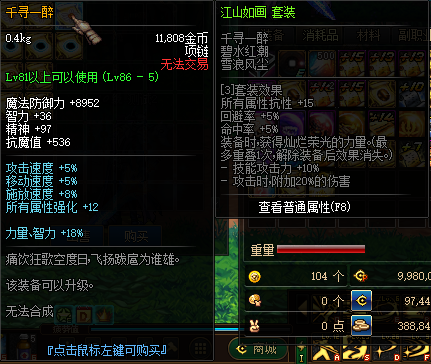 千寻一醉
0.4kg
11,808金币
项链
无法交易
Lv81以上可以使用 (Lv86 - 5)
魔法防御力 +8952
智力 +36
精神 +97
抗魔值 +536
攻击速度 +5%
移动速度 +5%
施放速度 +8%
所有属性强化 +12
力量,智力 +18%
痛饮狂歌空度日,飞扬跋扈为谁雄。
该装备可以升级。
无法合成
『点击鼠标左键可购买』
江山如画 套装
千寻一醉
碧水红潮
雪浪风尘
[3]套装效果
所有属性抗性 +15
回避率 +5%
命中率 +5%
装备时,获得灿烂荣光的力量。(最
多重叠1次,解除装备后效果消失。)
- 技能攻击力 +10%
- 攻击时,附加20%的伤害
查看普通属性(F8)
消耗品
材料
副职
购买
重量
104 个
9,980,0
0 个
97,44
0 点
388,84
商城